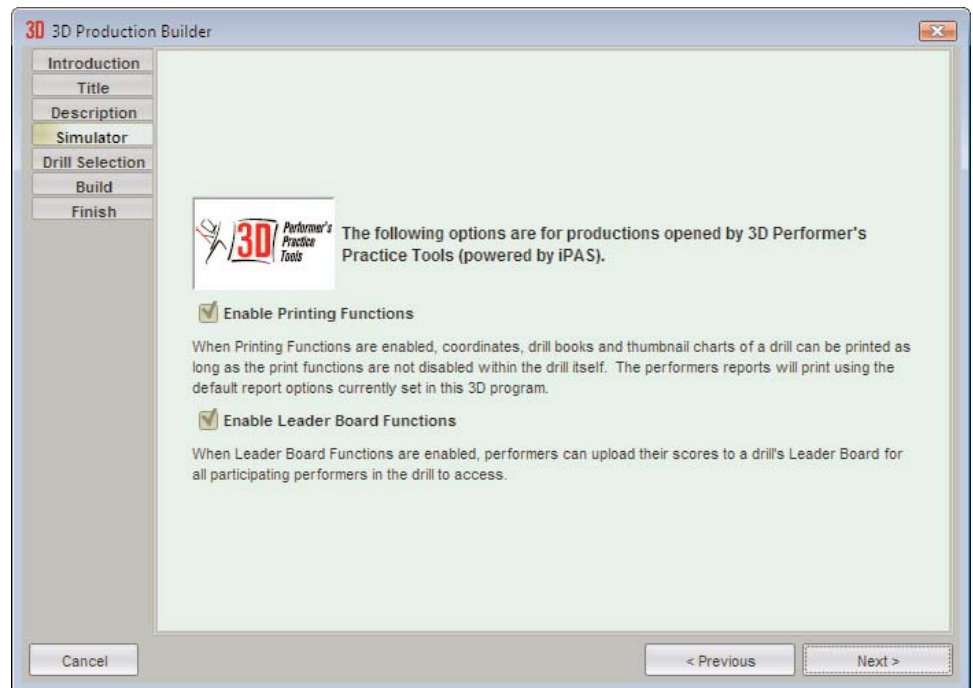 3D 3D Production Builder
Introduction
Title
Description
Simulator
Drill Selection
Build
Finish
3D Performer's
Practice
Tools
The following options are for productions opened by 3D Performer's
Practice Tools (powered by iPAS).
Enable Printing Functions
When Printing Functions are enabled, coordinates, drill books and thumbnail charts of a drill can be printed as
long as the print functions are not disabled within the drill itself. The performers reports will print using the
default report options currently set in this 3D program.
Enable Leader Board Functions
When Leader Board Functions are enabled, performers can upload their scores to a drill's Leader Board for
all participating performers in the drill to access.
Cancel
< Previous
Next >